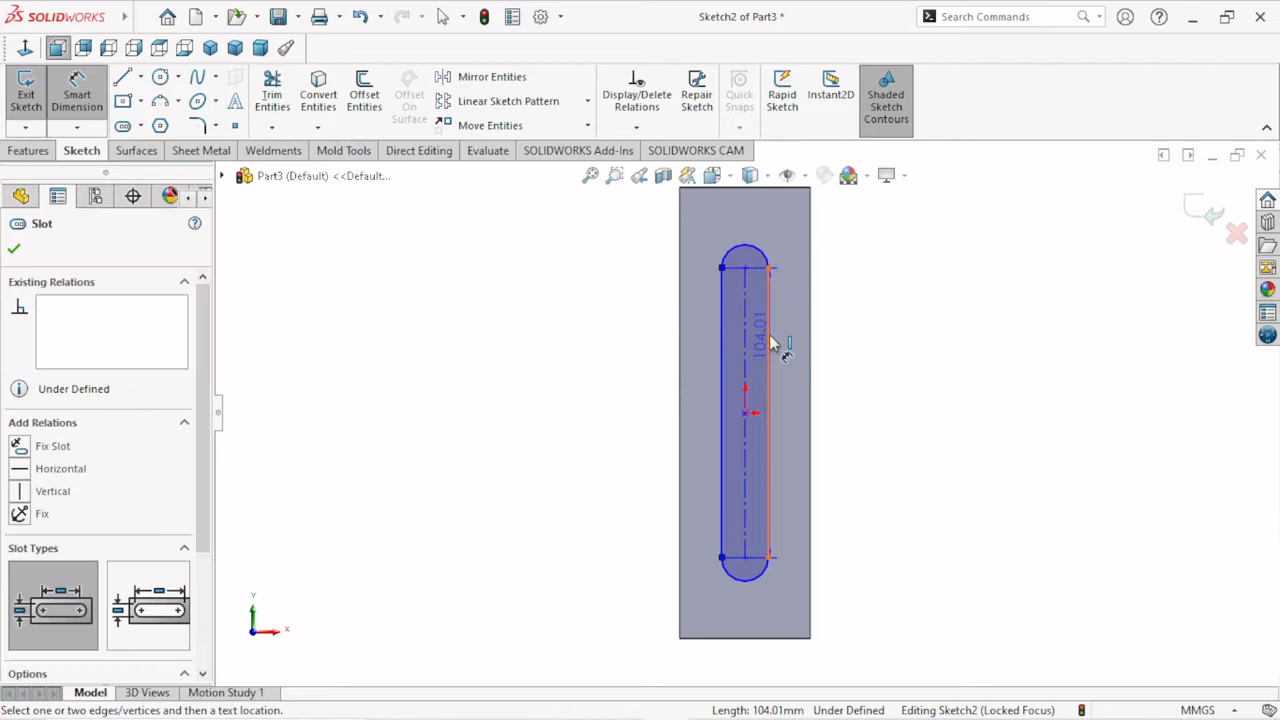 SOLIDWORKS
Sketch2 of Part3 *
Search Commands
Exit Sketch
Smart Dimension
Trim Entities
Convert Entities
Offset Entities
Offset On Surface
Mirror Entities
Linear Sketch Pattern
Move Entities
Display/Delete Relations
Repair Sketch
Quick Snaps
Rapid Sketch
Instant2D
Shaded Sketch Contours
Features
Sketch
Surfaces
Sheet Metal
Weldments
Mold Tools
Direct Editing
Evaluate
SOLIDWORKS Add-Ins
SOLIDWORKS CAM
Part3 (Default) <<Default...
Slot
Existing Relations
Under Defined
Add Relations
Fix Slot
Horizontal
Vertical
Fix
Slot Types
Options
104.01
Y
X
Model
3D Views
Motion Study 1
Select one or two edges/vertices and then a text location.
Length: 104.01mm
Under Defined
Editing Sketch2 (Locked Focus)
MMGS